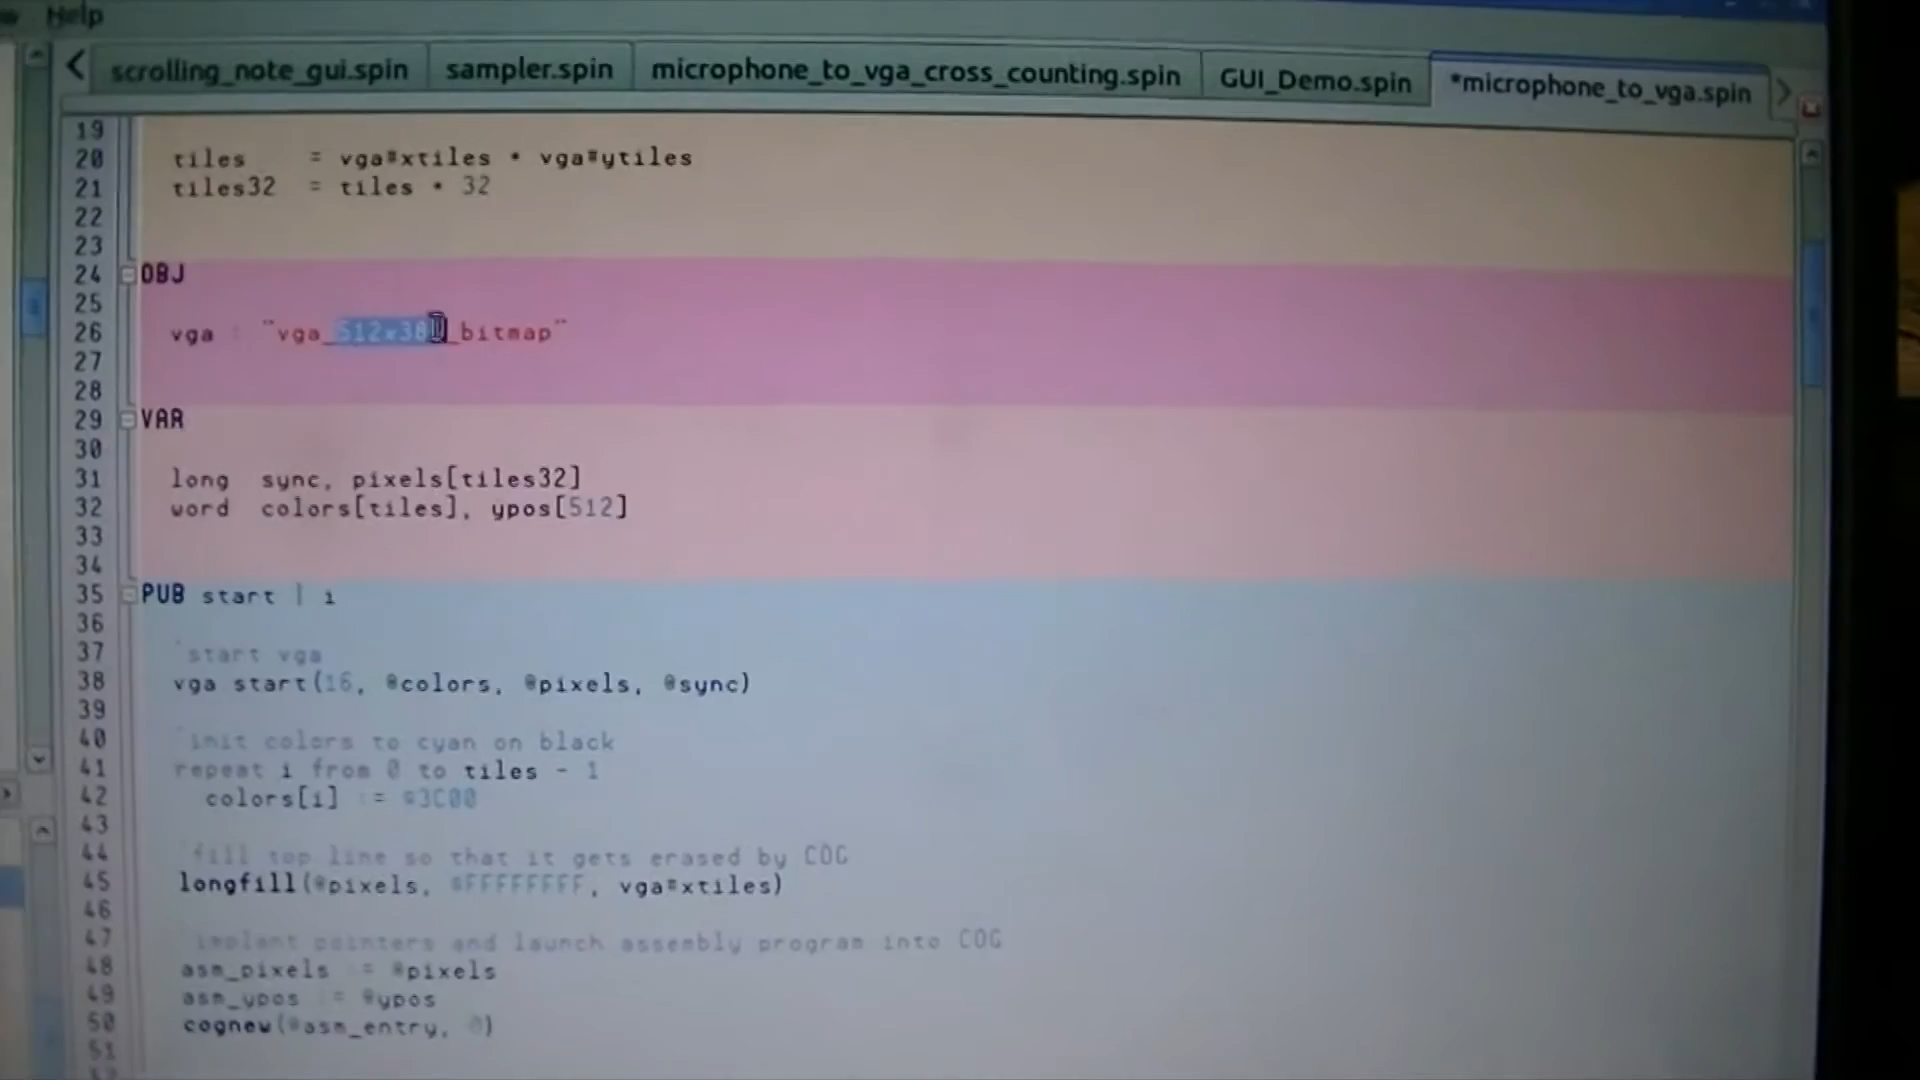 Help
scrolling_note_gui.spin sampler.spin microphone_to_vga_cross_counting.spin GUI_Demo.spin *microphone_to_vga.spin
19
20 tiles = vga#xtiles * vga#ytiles
21 tiles32 = tiles * 32
22
23
24 OBJ
25
26 vga : "vga_512x384_bitmap"
27
28
29 VAR
30
31 long sync, pixels[tiles32]
32 word colors[tiles], ypos[512]
33
34
35 PUB start | i
36
37 'start vga
38 vga.start(16, @colors, @pixels, @sync)
39
40 'init colors to cyan on black
41 repeat i from 0 to tiles - 1
42 colors[i] := $3C00
43
44 'fill top line so that it gets erased by COG
45 longfill(@pixels, $FFFFFFFF, vga#xtiles)
46
47 'implant pointers and launch assembly program into COG
48 asm_pixels := @pixels
49 asm_ypos := @ypos
50 cognew(@asm_entry, 0)
51